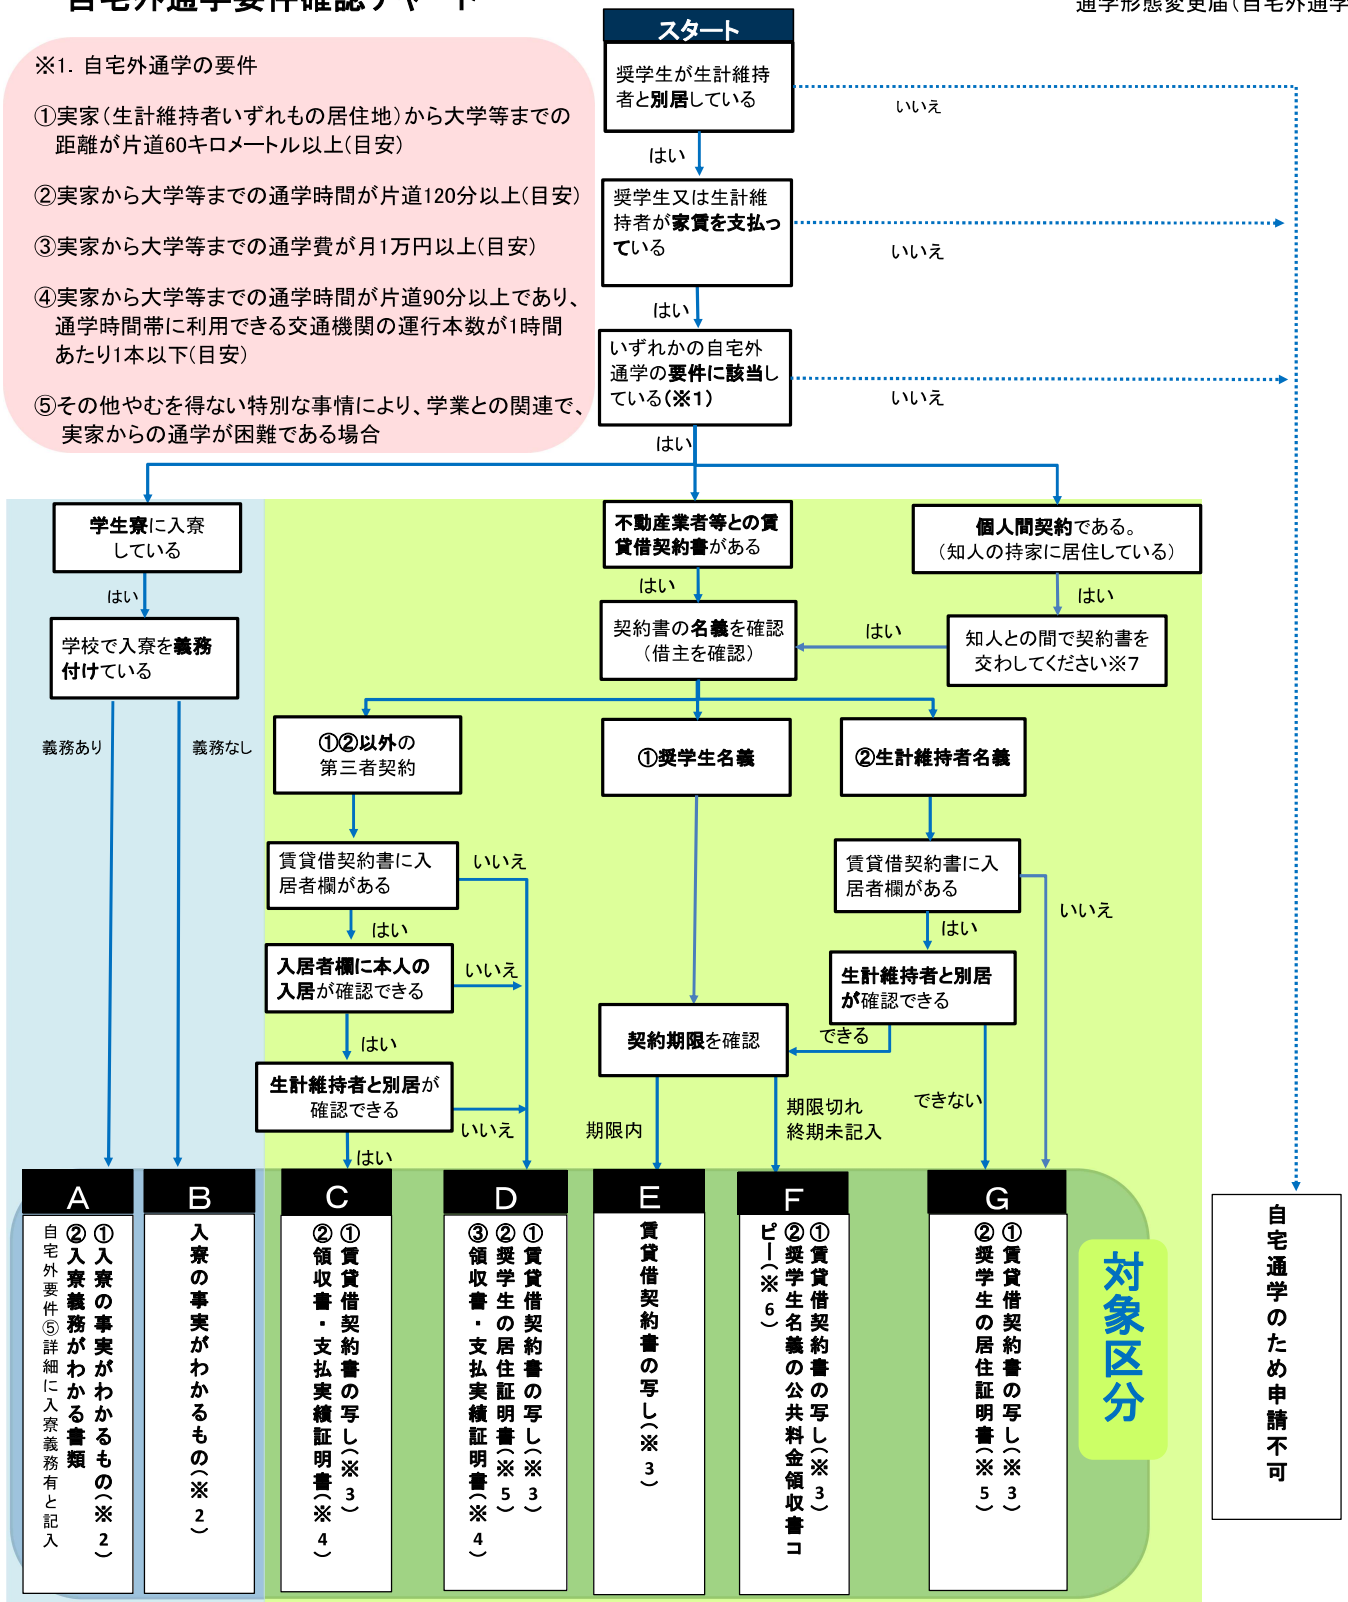 自宅外通学要件確認チャート
通学形態変更届(自宅外通学
※1. 自宅外通学の要件
①実家(生計維持者いずれもの居住地)から大学等までの
距離が片道60キロメートル以上(目安)
②実家から大学等までの通学時間が片道120分以上(目安)
③実家から大学等までの通学費が月1万円以上(目安)
④実家から大学等までの通学時間が片道90分以上であり、
通学時間帯に利用できる交通機関の運行本数が1時間
あたり1本以下(目安)
⑤その他やむを得ない特別な事情により、学業との関連で、
実家からの通学が困難である場合
スタート
奨学生が生計維持
者と別居している
いいえ
はい
奨学生又は生計維
持者が家賃を支払っ
ている
いいえ
はい
いずれかの自宅外
通学の要件に該当し
ている(※1)
いいえ
はい
学生寮に入寮
している
はい
学校で入寮を義務
付けている
義務あり
義務なし
不動産業者等との賃
貸借契約書がある
はい
契約書の名義を確認
(借主を確認)
個人間契約である。
(知人の持家に居住している)
はい
知人との間で契約書を
交わしてください※7
はい
①②以外の
第三者契約
①奨学生名義
②生計維持者名義
賃貸借契約書に入
居者欄がある
いいえ
はい
入居者欄に本人の
入居が確認できる
いいえ
はい
生計維持者と別居が
確認できる
いいえ
はい
賃貸借契約書に入
居者欄がある
いいえ
はい
生計維持者と別居
が確認できる
できる
できない
契約期限を確認
期限内
期限切れ
終期未記入
A
①入寮の事実がわかるもの(※2)
②入寮義務がわかる書類
自宅外要件⑤詳細に入寮義務有と記入
B
入寮の事実がわかるもの(※2)
C
①賃貸借契約書の写し(※3)
②領収書・支払実績証明書(※4)
D
①賃貸借契約書の写し(※3)
②奨学生の居住証明書(※5)
③領収書・支払実績証明書(※4)
E
賃貸借契約書の写し(※3)
F
①賃貸借契約書の写し(※3)
②奨学生名義の公共料金領収書コ
ピー(※6)
G
①賃貸借契約書の写し(※3)
②奨学生の居住証明書(※5)
対象区分
自宅通学のため申請不可